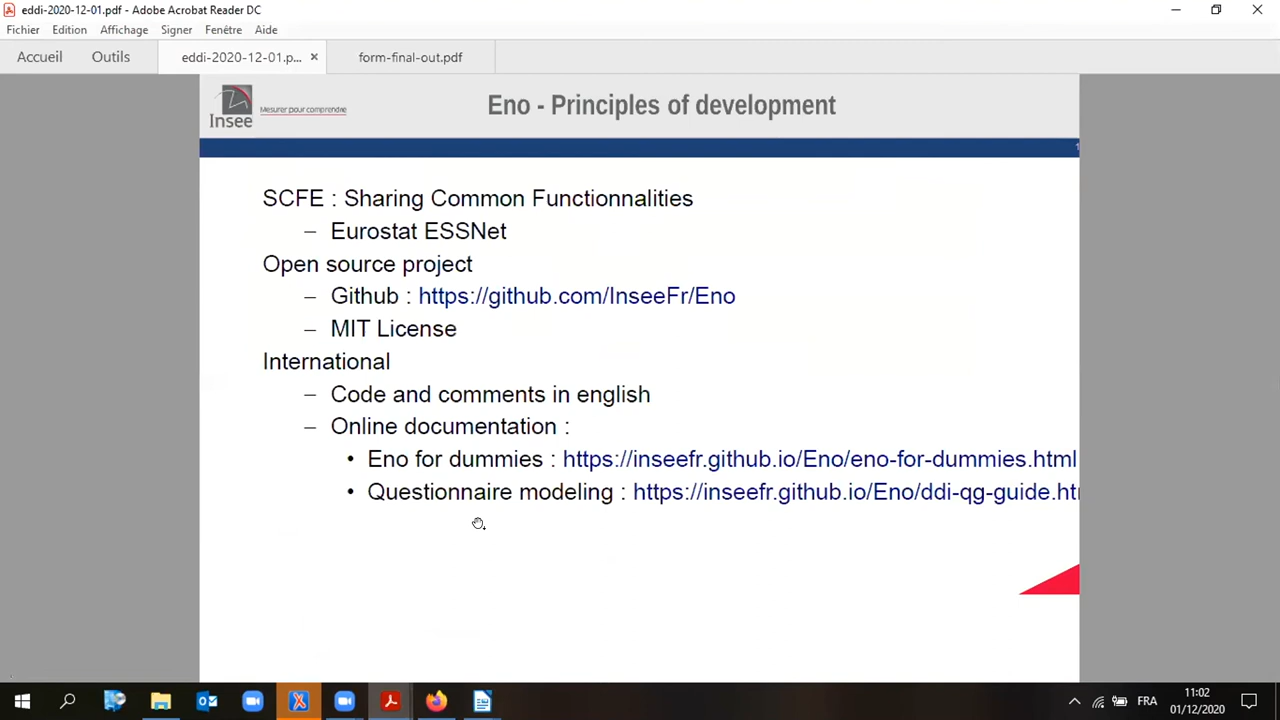 eddi-2020-12-01.pdf - Adobe Acrobat Reader DC
Fichier Edition Affichage Signer Fenêtre Aide
Accueil Outils eddi-2020-12-01.p... × form-final-out.pdf
Insee Mesurer pour comprendre
Eno - Principles of development
SCFE : Sharing Common Functionnalities
– Eurostat ESSNet
Open source project
– Github : https://github.com/InseeFr/Eno
– MIT License
International
– Code and comments in english
– Online documentation :
• Eno for dummies : https://inseefr.github.io/Eno/eno-for-dummies.html
• Questionnaire modeling : https://inseefr.github.io/Eno/ddi-qg-guide.ht
FRA
11:02
01/12/2020